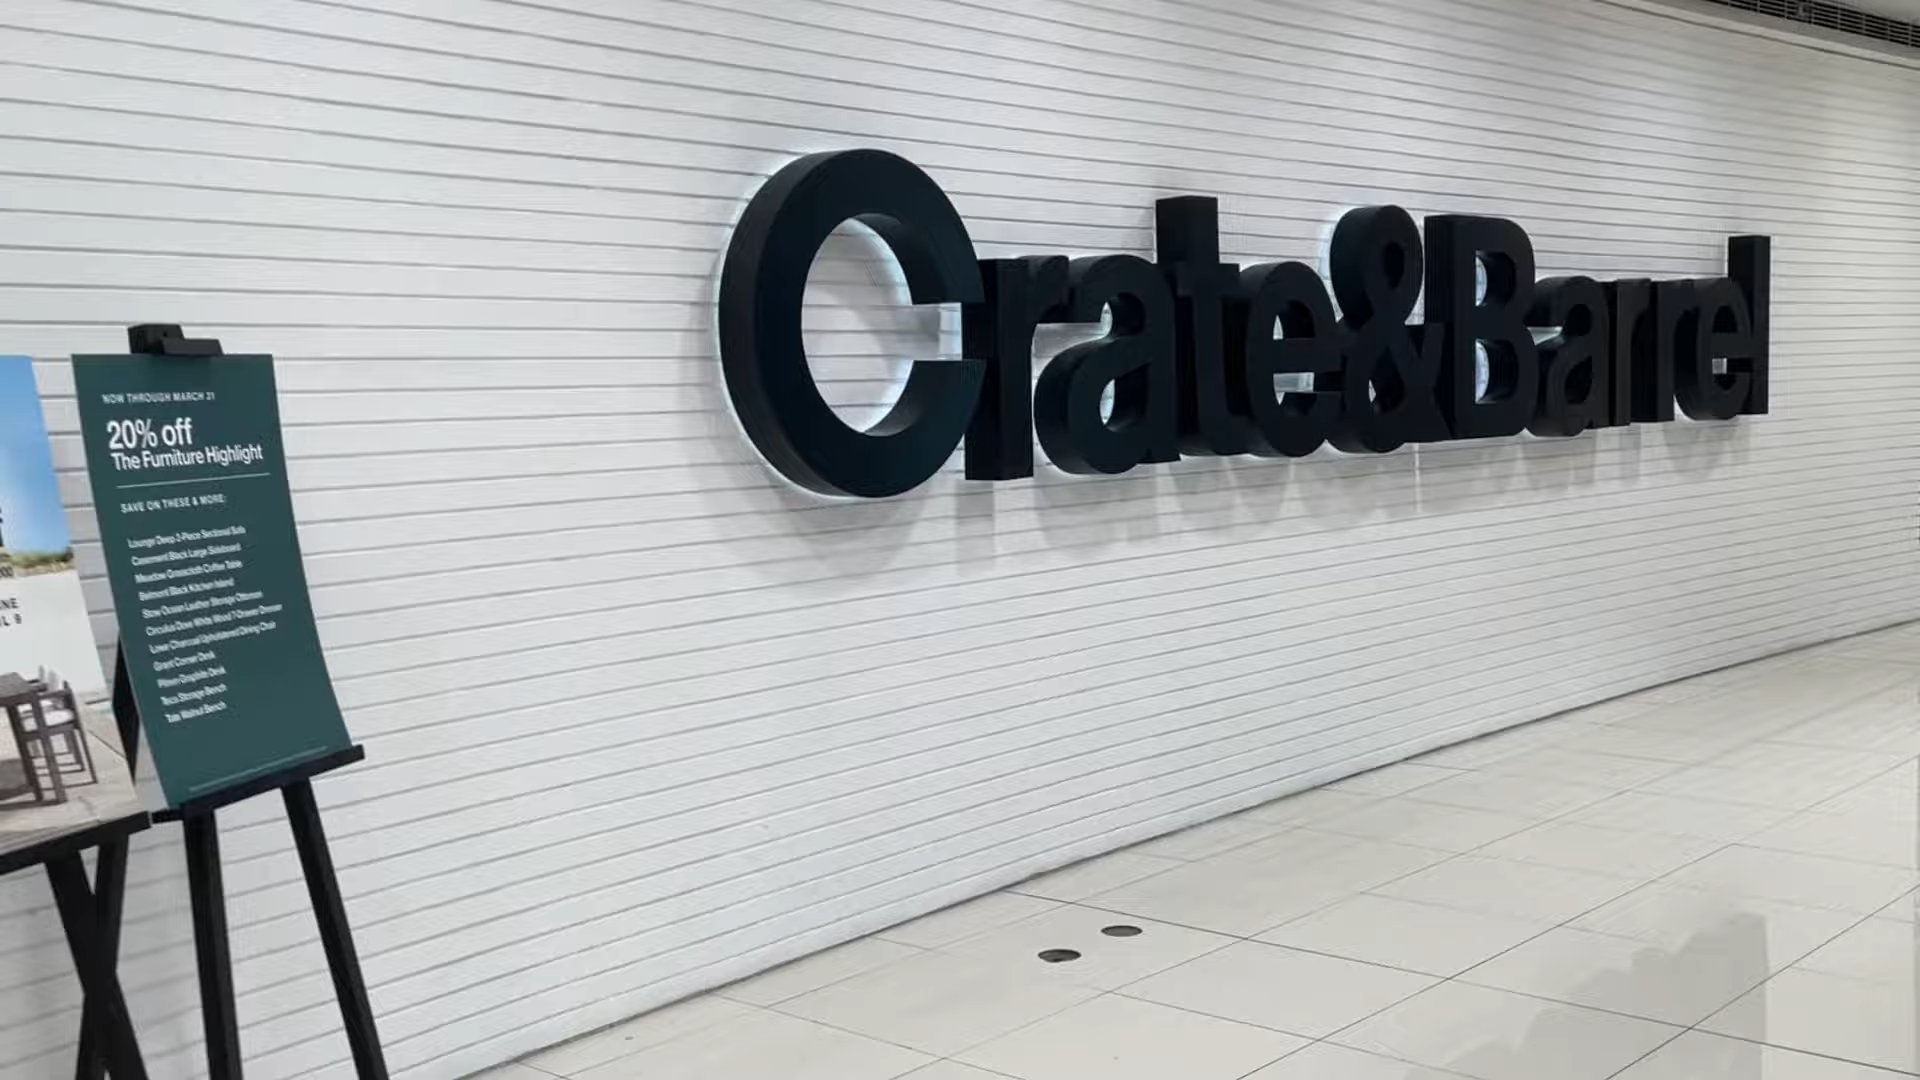 Crate&Barrel
NOW THROUGH MARCH 31
20% off
The Furniture Highlight
SAVE ON THESE & MORE:
Lounge Deep 2-Piece Sectional Sofa
Casement Black Large Sideboard
Meadow Grasscloth Coffee Table
Belmont Black Kitchen Island
Stow Ocean Leather Storage Ottoman
Circulus Dove White Wood 7-Drawer Dresser
Lowe Charcoal Upholstered Dining Chair
Grant Corner Desk
Pilsen Graphite Desk
Teca Storage Bench
Tate Walnut Bench